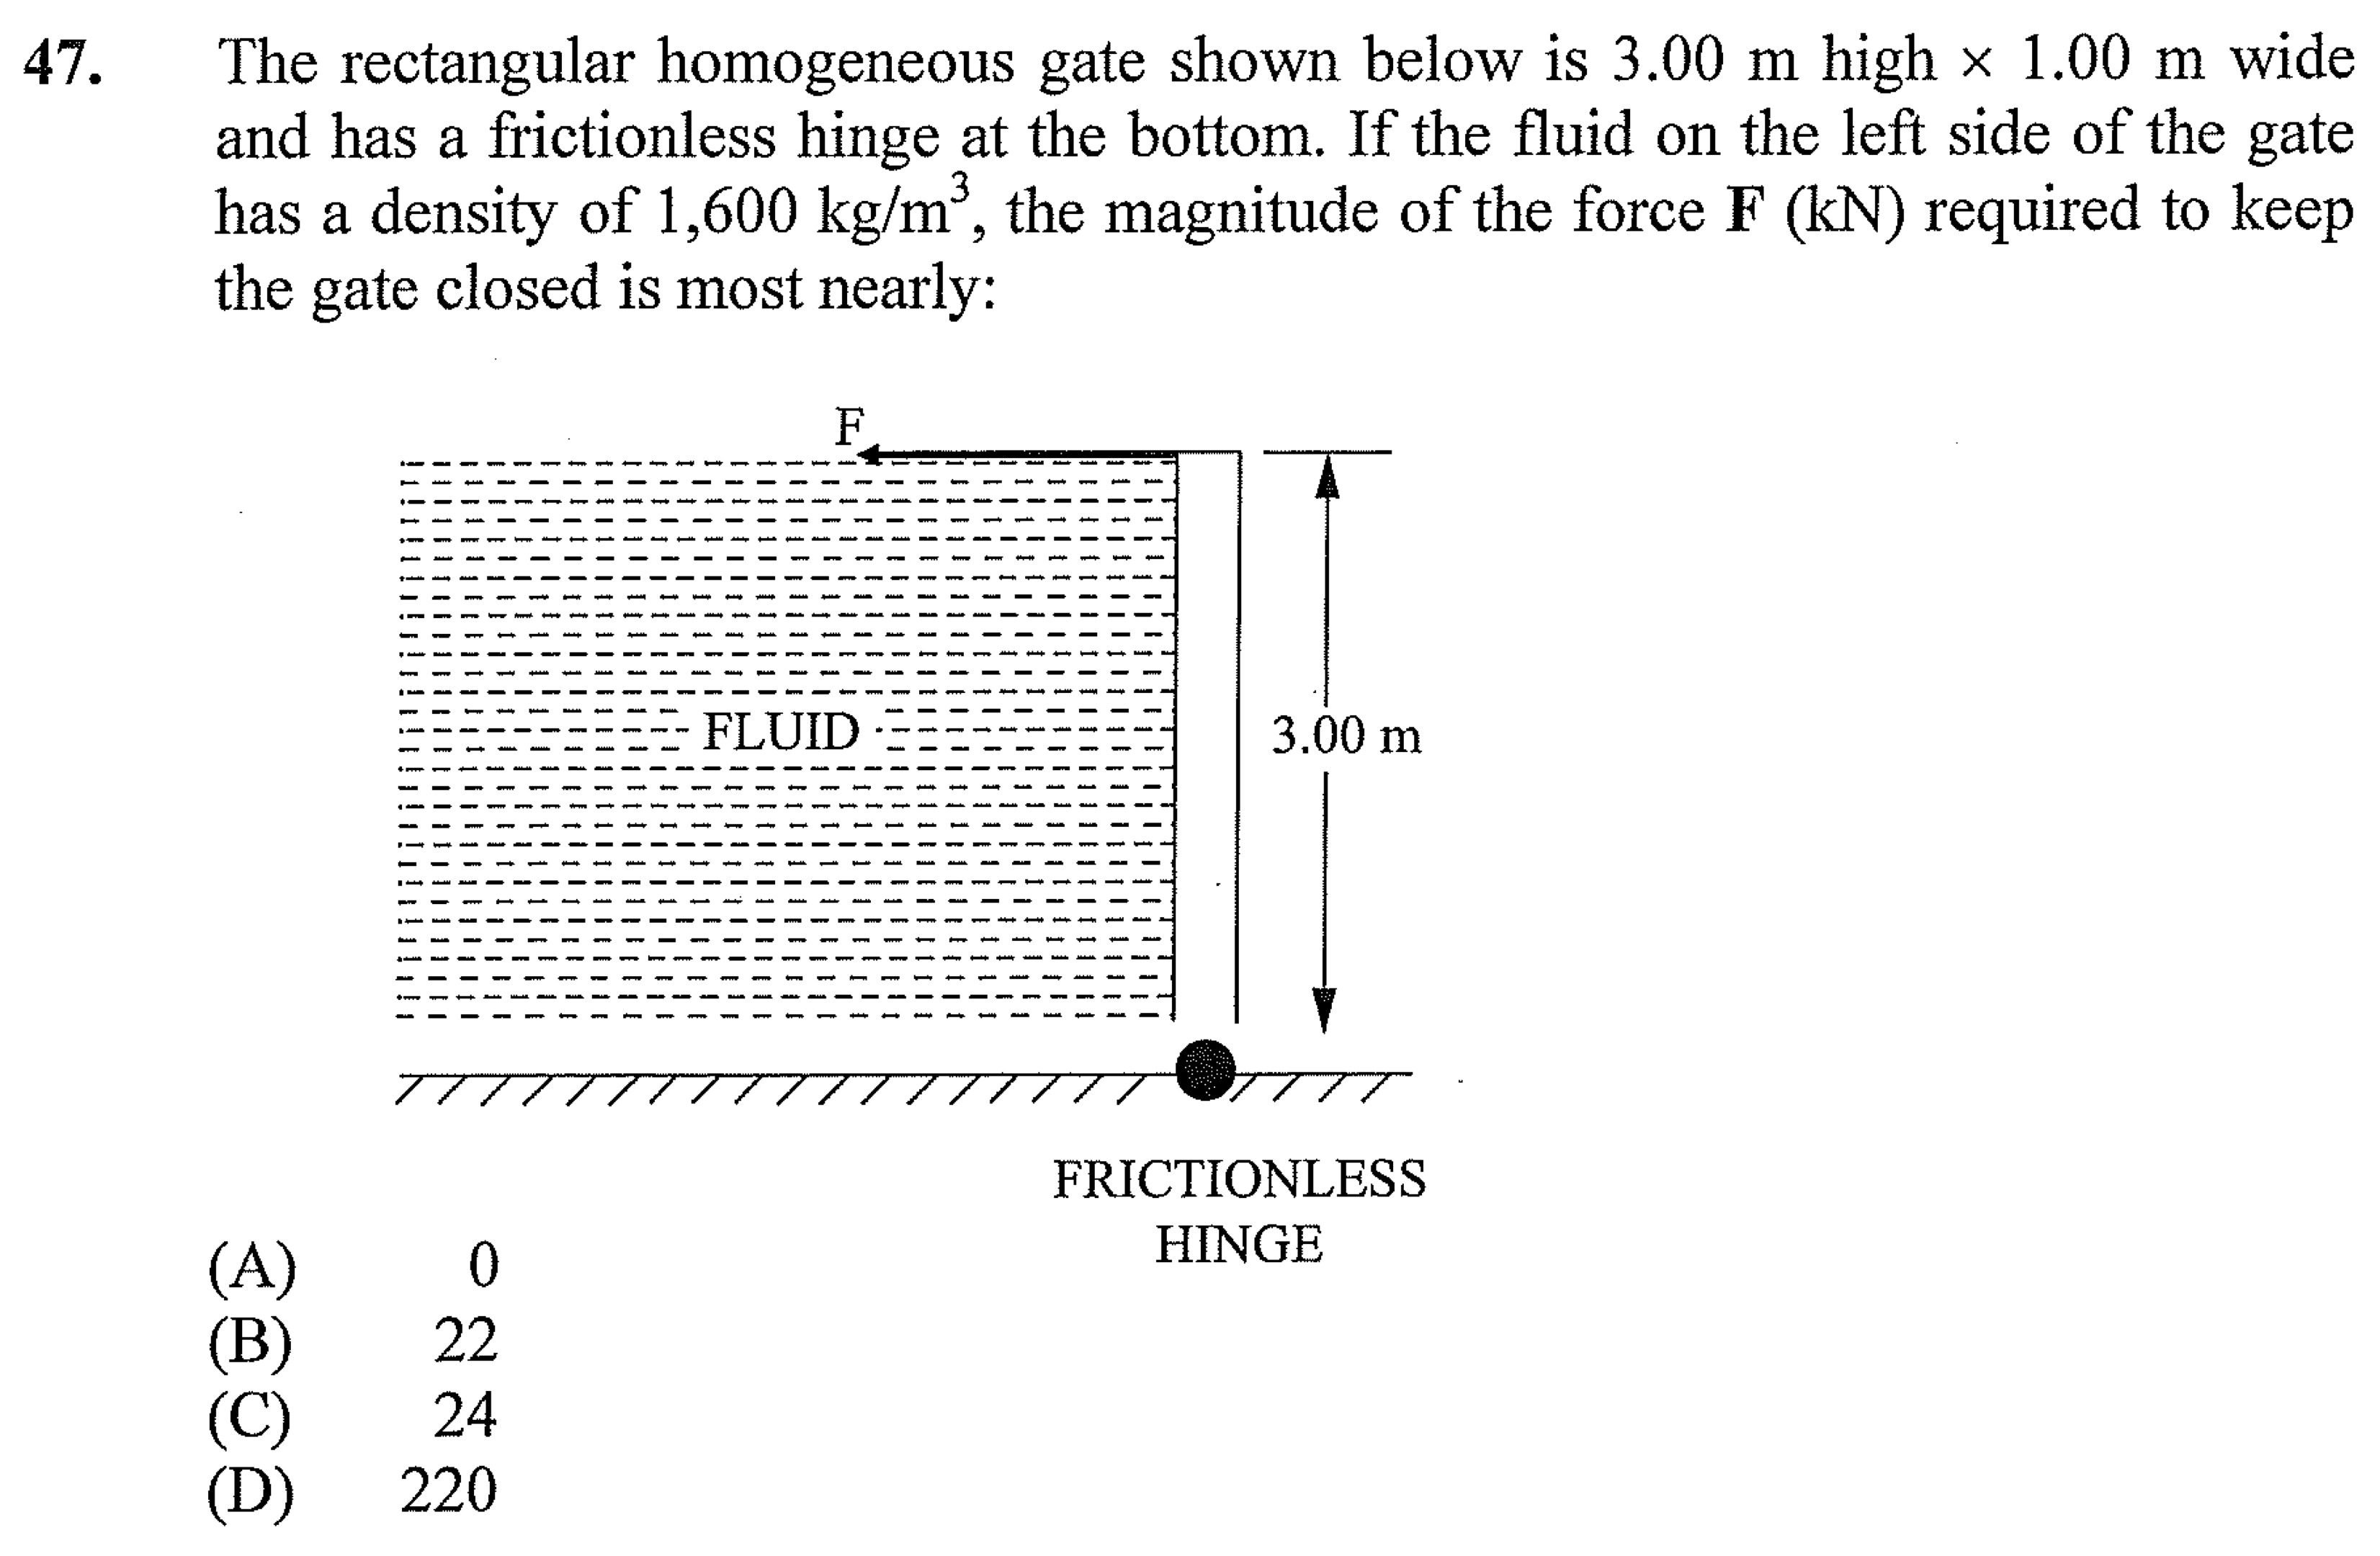 47. The rectangular homogeneous gate shown below is 3.00 m high × 1.00 m wide
and has a frictionless hinge at the bottom. If the fluid on the left side of the gate
has a density of 1,600 kg/m³, the magnitude of the force F (kN) required to keep
the gate closed is most nearly:
F
FLUID
3.00 m
FRICTIONLESS
HINGE
(A) 0
(B) 22
(C) 24
(D) 220